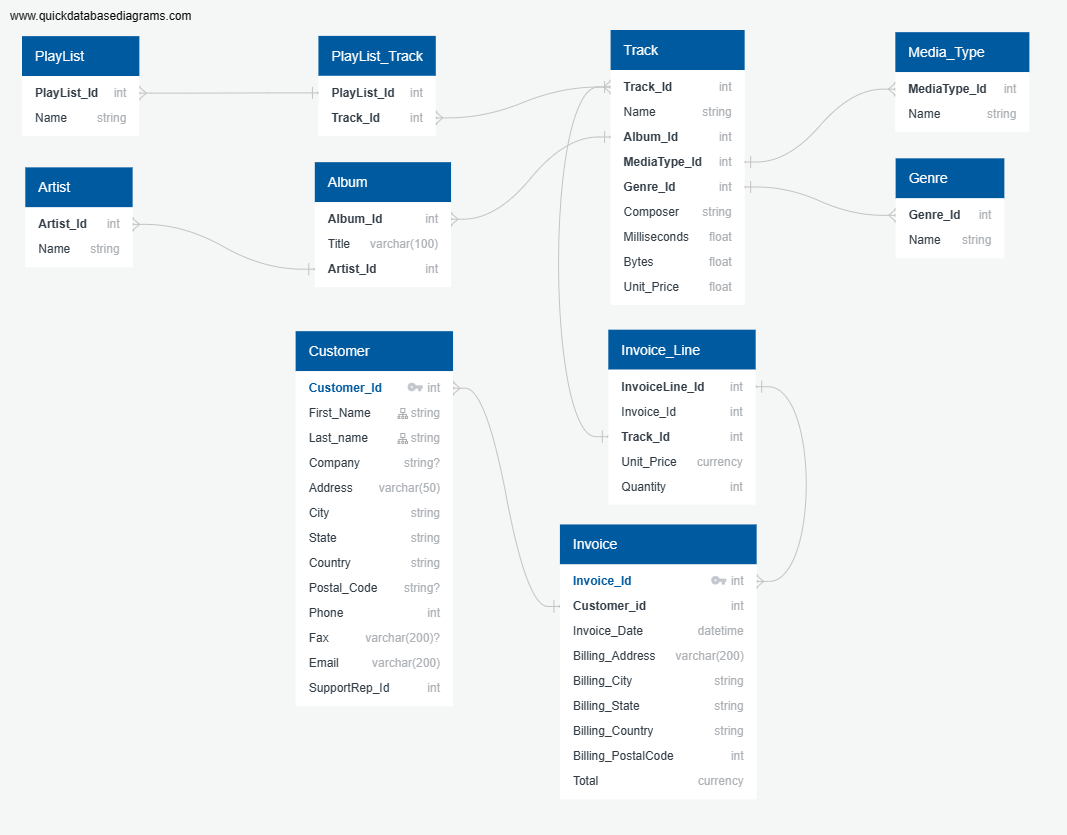 www.quickdatabasediagrams.com
PlayList
PlayList_Id int
Name string
PlayList_Track
PlayList_Id int
Track_Id int
Track
Track_Id int
Name string
Album_Id int
MediaType_Id int
Genre_Id int
Composer string
Milliseconds float
Bytes float
Unit_Price float
Media_Type
MediaType_Id int
Name string
Artist
Artist_Id int
Name string
Album
Album_Id int
Title varchar(100)
Artist_Id int
Genre
Genre_Id int
Name string
Customer
Customer_Id int
First_Name string
Last_name string
Company string?
Address varchar(50)
City string
State string
Country string
Postal_Code string?
Phone int
Fax varchar(200)?
Email varchar(200)
SupportRep_Id int
Invoice_Line
InvoiceLine_Id int
Invoice_Id int
Track_Id int
Unit_Price currency
Quantity int
Invoice
Invoice_Id int
Customer_id int
Invoice_Date datetime
Billing_Address varchar(200)
Billing_City string
Billing_State string
Billing_Country string
Billing_PostalCode int
Total currency